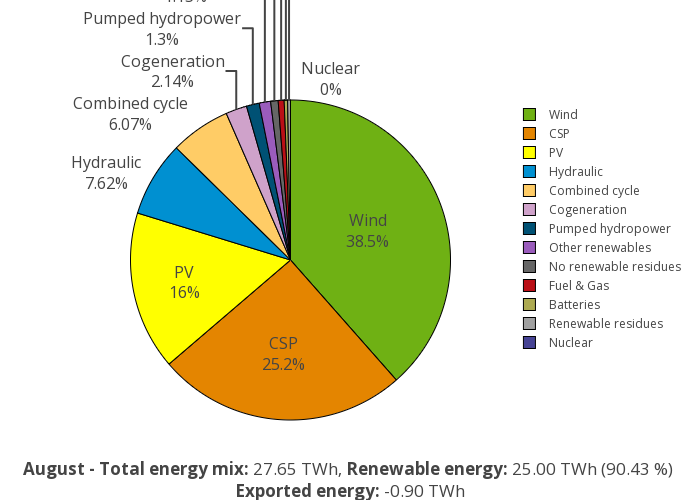 Pumped hydropower
1.3%
Cogeneration
2.14%
Combined cycle
6.07%
Hydraulic
7.62%
Nuclear
0%
Wind
38.5%
PV
16%
CSP
25.2%
Wind
CSP
PV
Hydraulic
Combined cycle
Cogeneration
Pumped hydropower
Other renewables
No renewable residues
Fuel & Gas
Batteries
Renewable residues
Nuclear
August - Total energy mix: 27.65 TWh, Renewable energy: 25.00 TWh (90.43 %)
Exported energy: -0.90 TWh